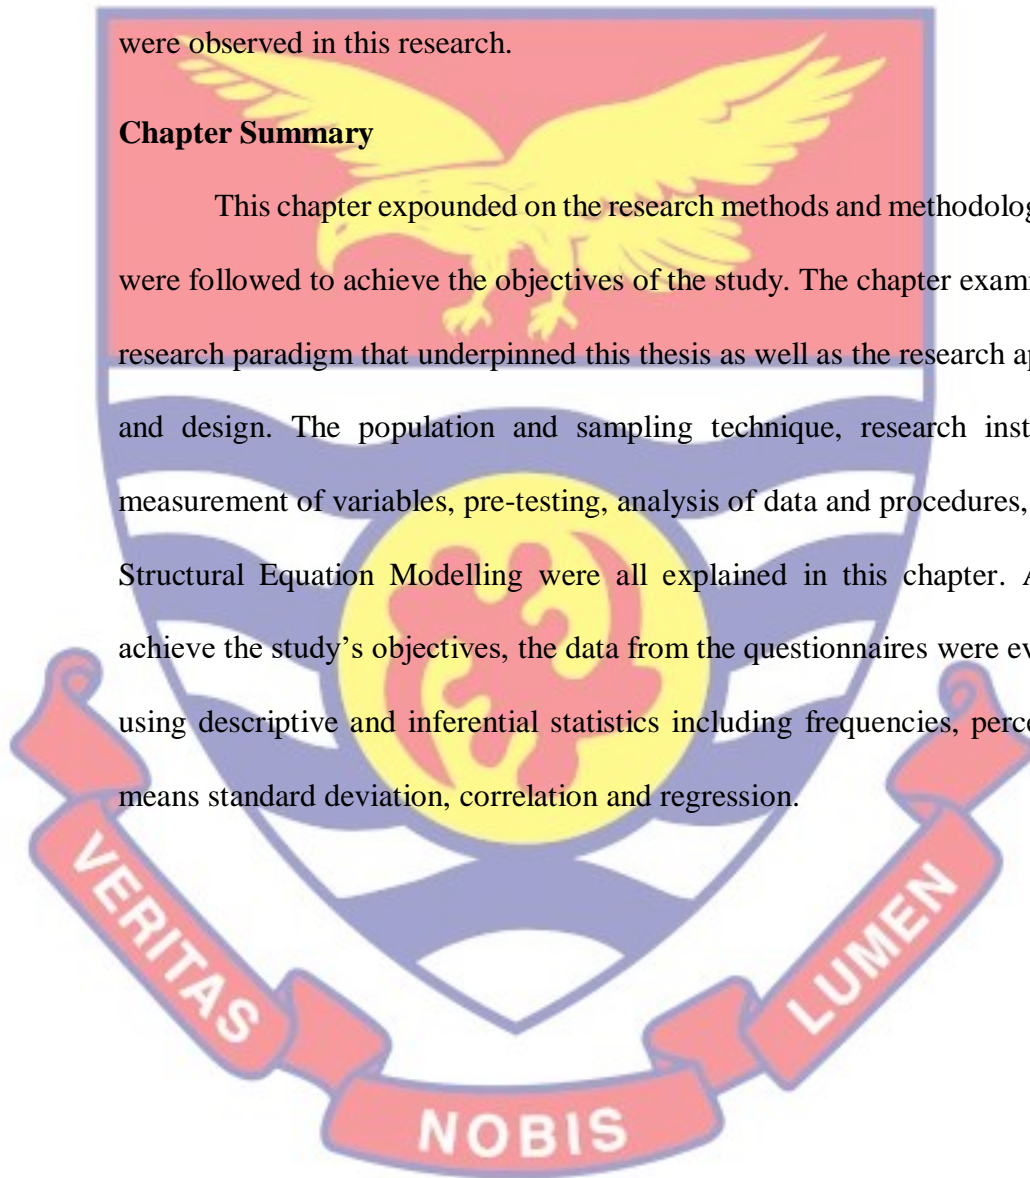 were observed in this research.
Chapter Summary
This chapter expounded on the research methods and methodolog
were followed to achieve the objectives of the study. The chapter exami
research paradigm that underpinned this thesis as well as the research ap
and design. The population and sampling technique, research inst
measurement of variables, pre-testing, analysis of data and procedures,
Structural Equation Modelling were all explained in this chapter. A
achieve the study’s objectives, the data from the questionnaires were ev
using descriptive and inferential statistics including frequencies, perce
means standard deviation, correlation and regression.
VERITAS
NOBIS
LUMEN